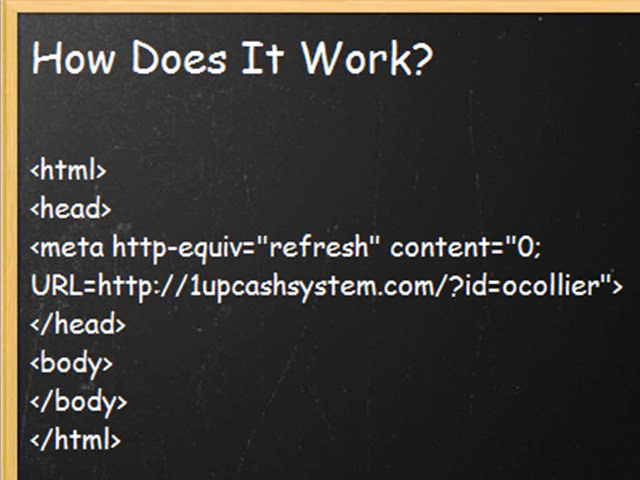 How Does It Work?
<html>
<head>
<meta http-equiv="refresh" content="0;
URL=http://1upcashsystem.com/?id=ocollier">
</head>
<body>
</body>
</html>